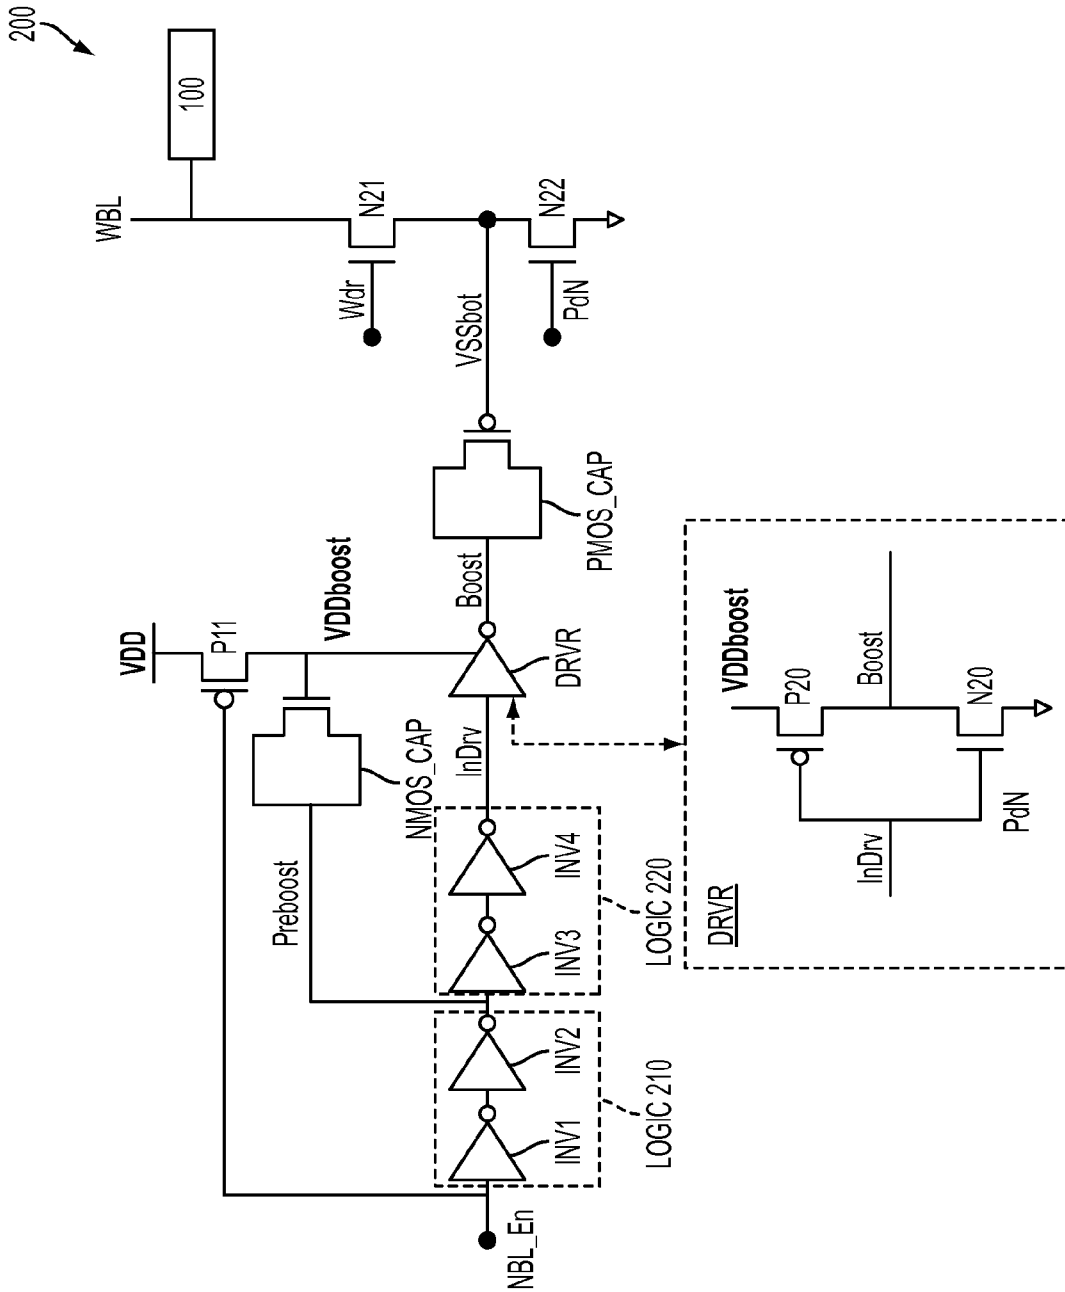 200
100
WBL
N21
Wdr
VSSbot
N22
PdN
VDD
P11
VDDboost
Boost
PMOS_CAP
DRVR
NMOS_CAP
Preboost
InDrv
INV4
INV3
LOGIC 220
INV2
INV1
LOGIC 210
NBL_En
DRVR
VDDboost
P20
Boost
InDrv
N20
PdN